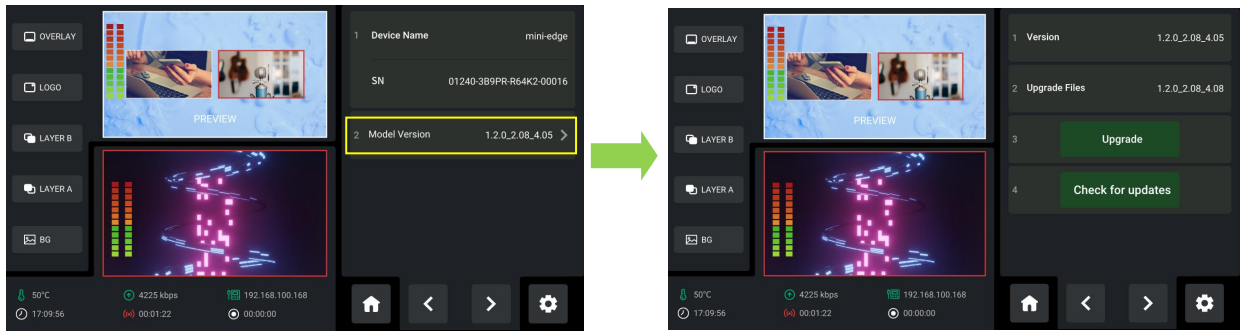 OVERLAY
LOGO
LAYER B
LAYER A
BG
PREVIEW
1 Device Name mini-edge
SN 01240-3B9PR-R64K2-00016
2 Model Version 1.2.0_2.08_4.05
50°C 4225 kbps 192.168.100.168
17:09:56 00:01:22 00:00:00
OVERLAY
LOGO
LAYER B
LAYER A
BG
PREVIEW
1 Version 1.2.0_2.08_4.05
2 Upgrade Files 1.2.0_2.08_4.08
3 Upgrade
4 Check for updates
50°C 4225 kbps 192.168.100.168
17:09:56 00:01:22 00:00:00